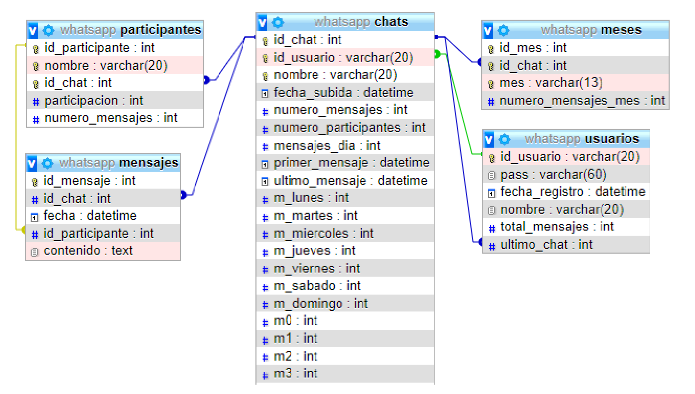 whatsapp participantes
id_participante : int
nombre : varchar(20)
id_chat : int
participacion : int
numero_mensajes : int
whatsapp mensajes
id_mensaje : int
id_chat : int
fecha : datetime
id_participante : int
contenido : text
whatsapp chats
id_chat : int
id_usuario : varchar(20)
nombre : varchar(20)
fecha_subida : datetime
numero_mensajes : int
numero_participantes : int
mensajes_dia : int
primer_mensaje : datetime
ultimo_mensaje : datetime
m_lunes : int
m_martes : int
m_miercoles : int
m_jueves : int
m_viernes : int
m_sabado : int
m_domingo : int
m0 : int
m1 : int
m2 : int
m3 : int
whatsapp meses
id_mes : int
id_chat : int
mes : varchar(13)
numero_mensajes_mes : int
whatsapp usuarios
id_usuario : varchar(20)
pass : varchar(60)
fecha_registro : datetime
nombre : varchar(20)
total_mensajes : int
ultimo_chat : int